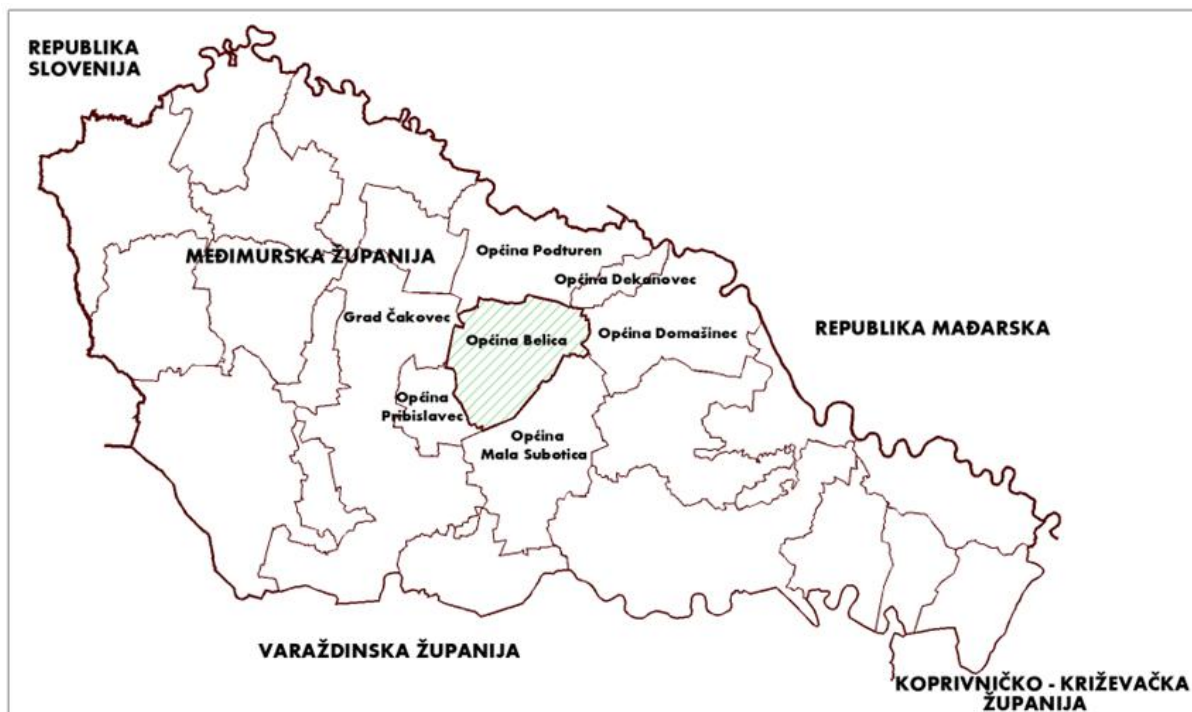 REPUBLIKA
SLOVENIJA
Općina Podturen
MEĐIMURSKA ŽUPANIJA
Općina Dekanovec
Grad Čakovec
REPUBLIKA MAĐARSKA
Općina Domašinec
Općina Belica
Općina
Pribislavec
Općina
Mala Subotica
VARAŽDINSKA ŽUPANIJA
KOPRIVNIČKO - KRIŽEVAČKA
ŽUPANIJA